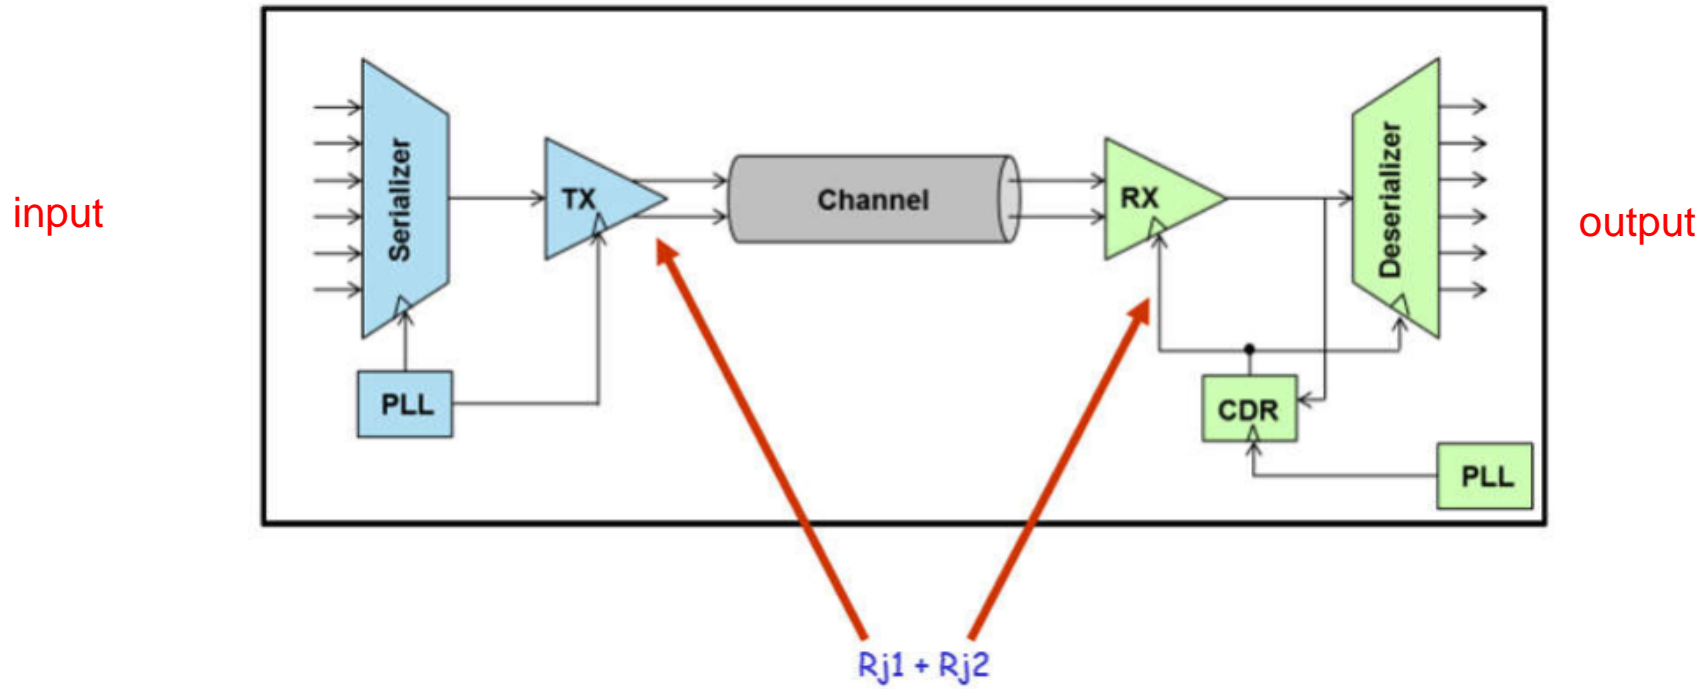 input
Serializer
TX
Channel
RX
Deserializer
output
PLL
CDR
PLL
Rj1 + Rj2